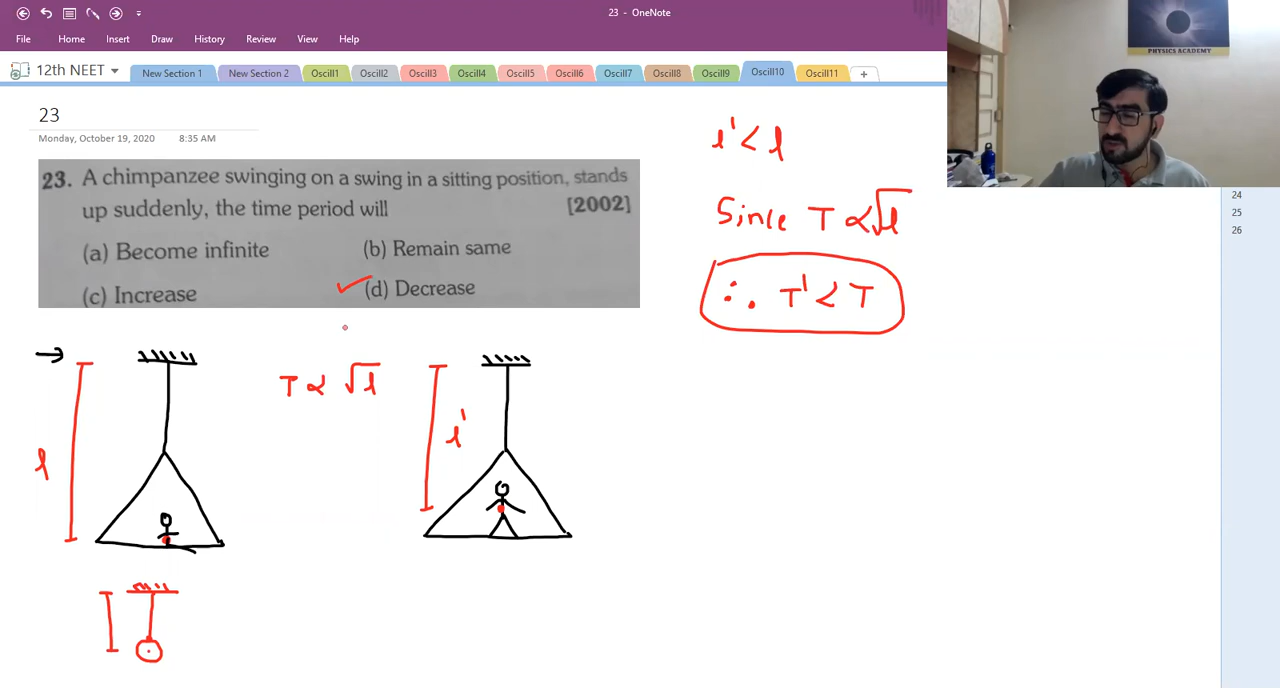 23 - OneNote
File Home Insert Draw History Review View Help
12th NEET
New Section 1 New Section 2 Oscill1 Oscill2 Oscill3 Oscill4 Oscill5 Oscill6 Oscill7 Oscill8 Oscill9 Oscill10 Oscill11 +
PHYSICS ACADEMY
23
Monday, October 19, 2020 8:35 AM
23. A chimpanzee swinging on a swing in a sitting position, stands
up suddenly, the time period will [2002]
(a) Become infinite (b) Remain same
(c) Increase (d) Decrease
l' < l
Since T ∝ √l
∴ T' < T
T ∝ √l
l
l'
24
25
26